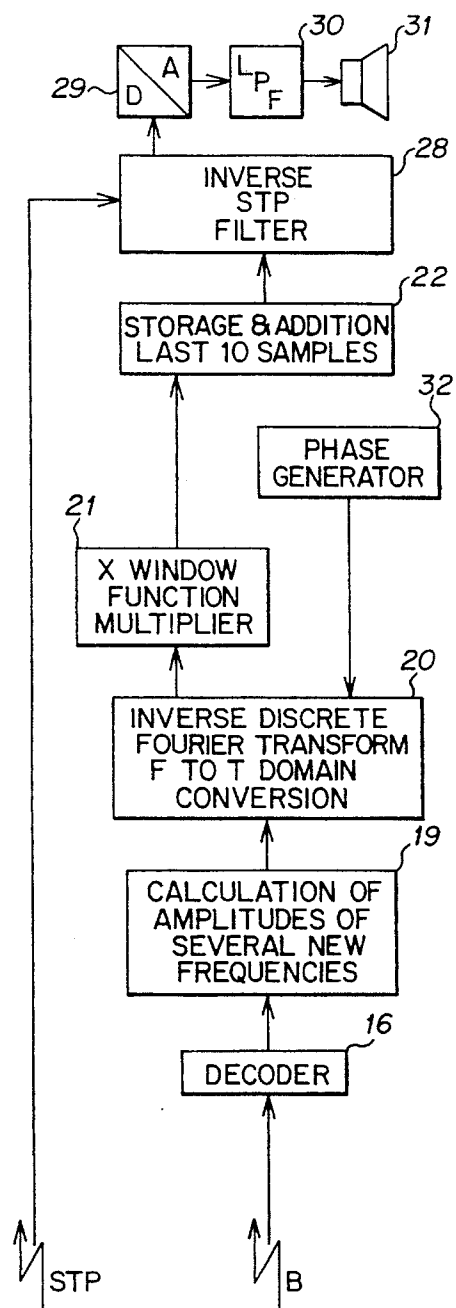 30
31
29
D A
LPF
28
INVERSE
STP
FILTER
22
STORAGE & ADDITION
LAST 10 SAMPLES
32
PHASE
GENERATOR
21
X WINDOW
FUNCTION
MULTIPLIER
20
INVERSE DISCRETE
FOURIER TRANSFORM
F TO T DOMAIN
CONVERSION
19
CALCULATION OF
AMPLITUDES OF
SEVERAL NEW
FREQUENCIES
16
DECODER
STP
B